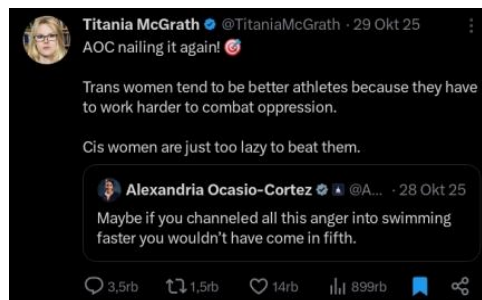 Titania McGrath @TitaniaMcGrath · 29 Okt 25
AOC nailing it again! 🎯
Trans women tend to be better athletes because they have
to work harder to combat oppression.
Cis women are just too lazy to beat them.
Alexandria Ocasio-Cortez @A... · 28 Okt 25
Maybe if you channeled all this anger into swimming
faster you wouldn't have come in fifth.
3,5rb 1,5rb 14rb 899rb